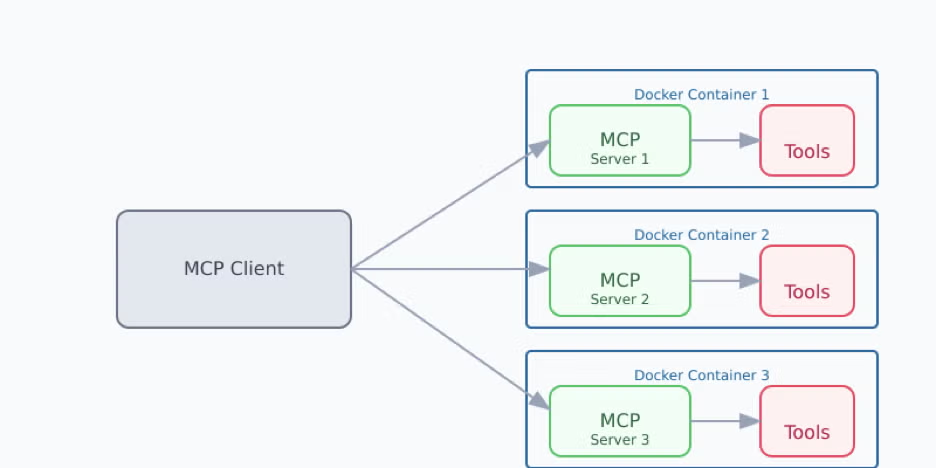 Docker Container 1
MCP
Server 1
Tools
MCP Client
Docker Container 2
MCP
Server 2
Tools
Docker Container 3
MCP
Server 3
Tools